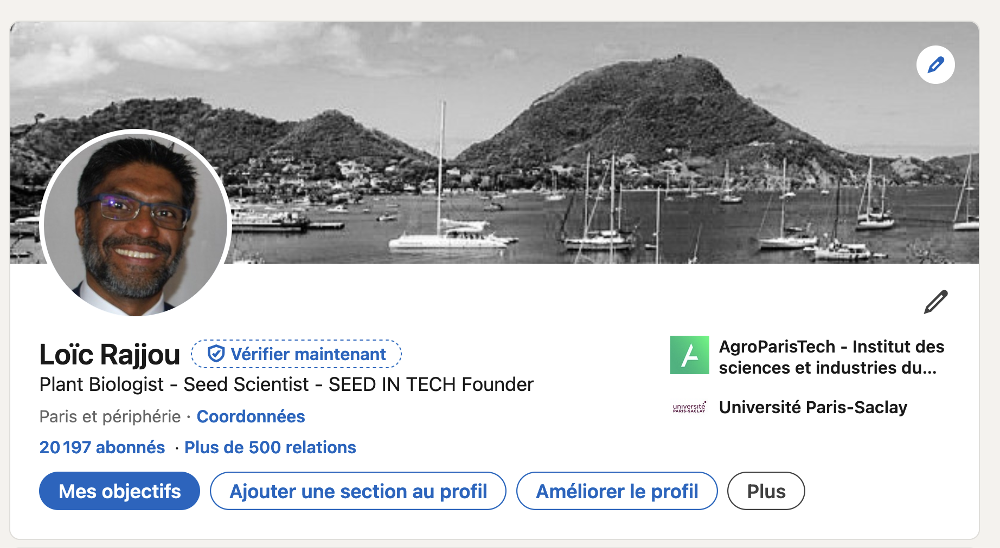 Loïc Rajjou
Vérifier maintenant
Plant Biologist - Seed Scientist - SEED IN TECH Founder
Paris et périphérie · Coordonnées
20 197 abonnés · Plus de 500 relations
Mes objectifs
Ajouter une section au profil
Améliorer le profil
Plus
AgroParisTech - Institut des
sciences et industries du...
université
PARIS-SACLAY
Université Paris-Saclay